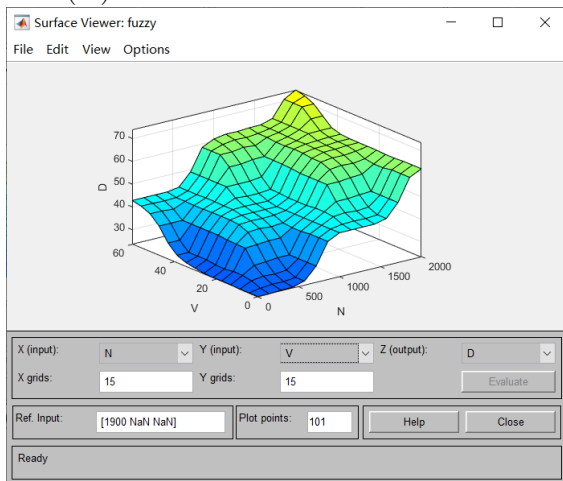 Surface Viewer: fuzzy
File Edit View Options
70
60
50
40
30
D
60
40
20
0
V
0
500
1000
1500
2000
N
X (input): N Y (input): V Z (output): D
X grids: 15 Y grids: 15 Evaluate
Ref. Input: [1900 NaN NaN] Plot points: 101 Help Close
Ready